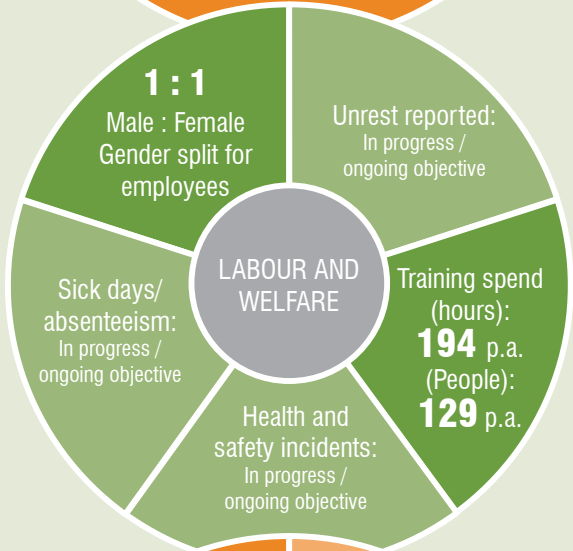 1 : 1
Male : Female
Gender split for
employees
Unrest reported:
In progress /
ongoing objective
LABOUR AND
WELFARE
Training spend
(hours):
194 p.a.
(People):
129 p.a.
Sick days/
absenteeism:
In progress /
ongoing objective
Health and
safety incidents:
In progress /
ongoing objective